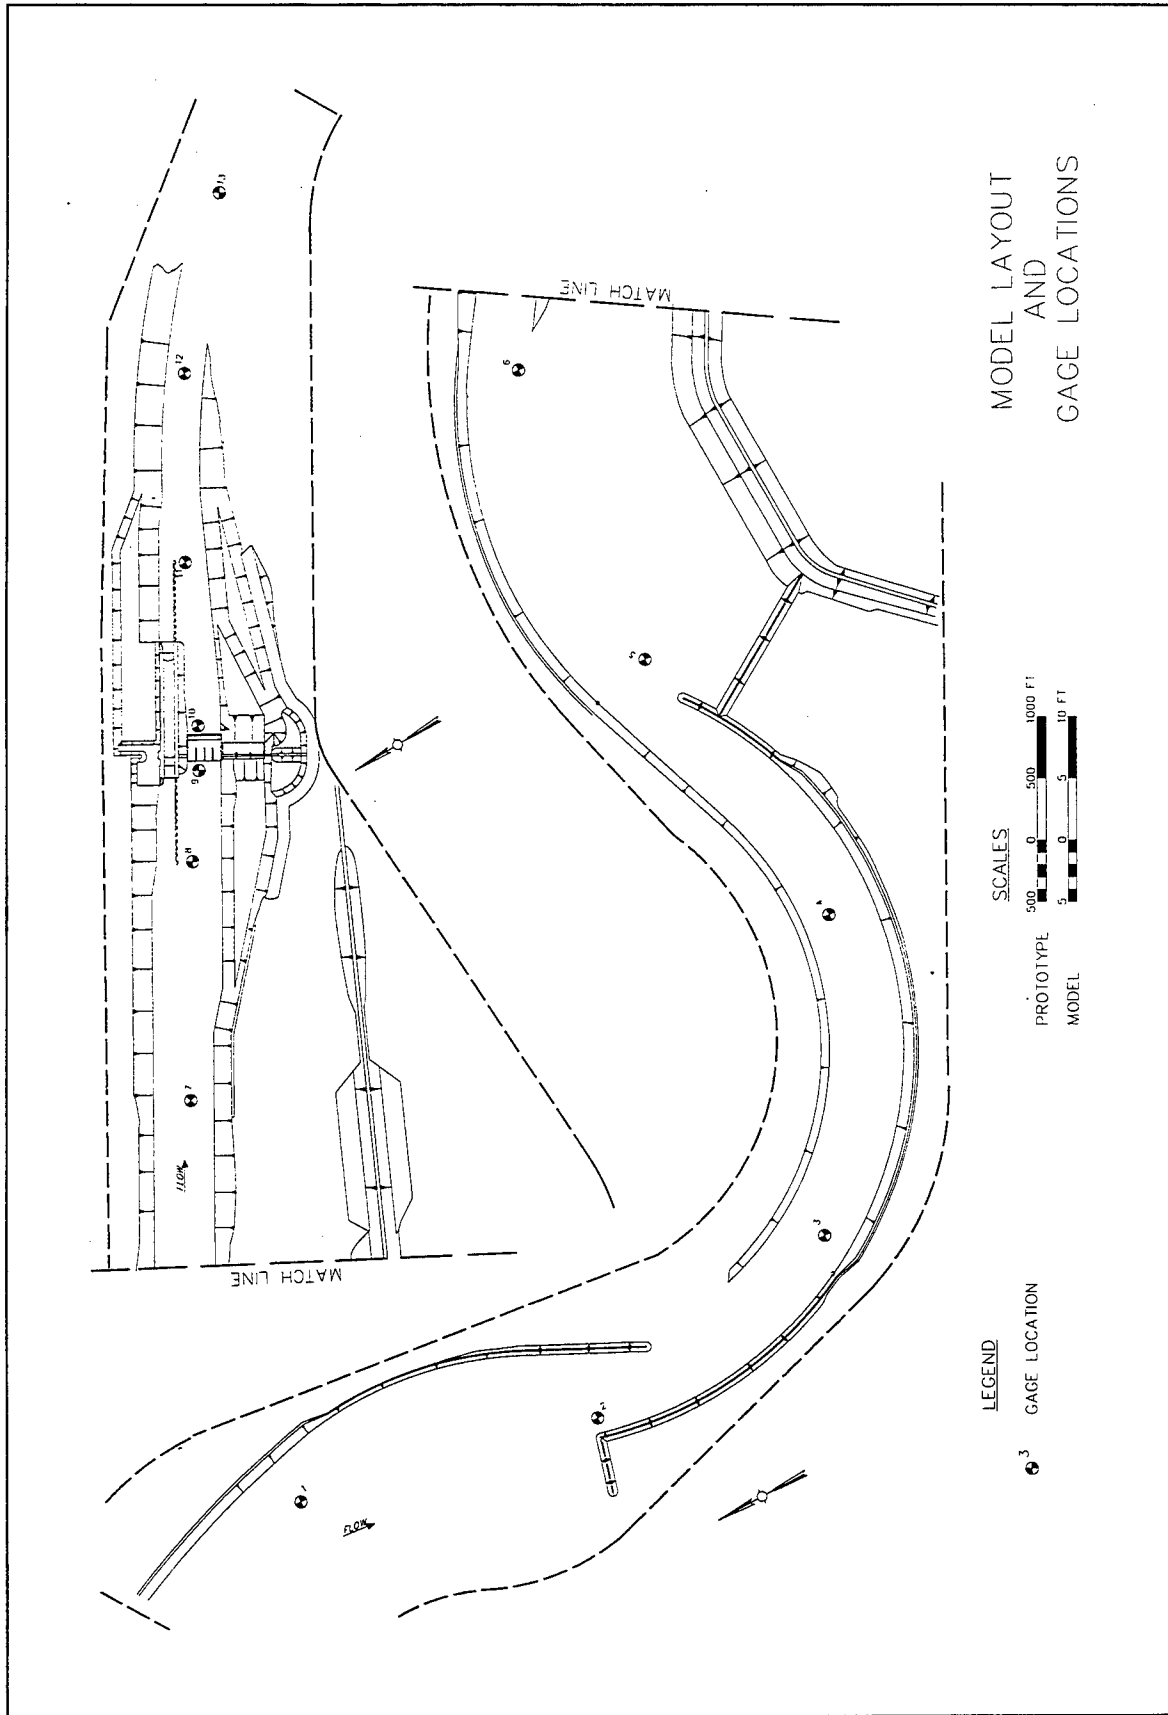 MODEL LAYOUT
AND
GAGE LOCATIONS
MATCH LINE
MATCH LINE
FLOW
FLOW
1
2
3
4
5
6
7
8
9
10
11
12
13
SCALES
PROTOTYPE 500 0 500 1000 FT
MODEL 5 0 5 10 FT
LEGEND
3 GAGE LOCATION